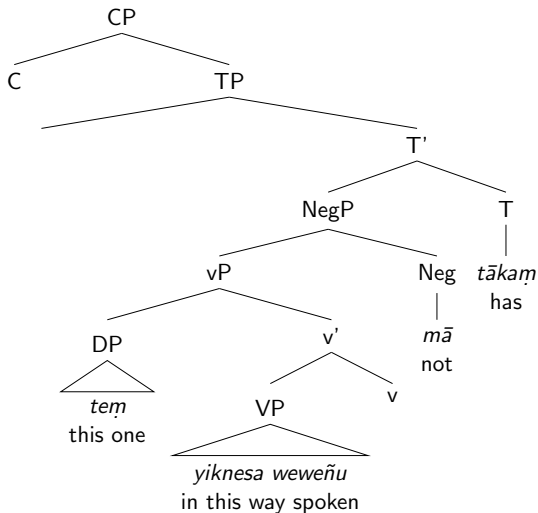 CP
C TP
T'
NegP T
vP Neg tākaṃ
has
DP v' mā
not
teṃ
this one
VP v
yiknesa weweñu
in this way spoken